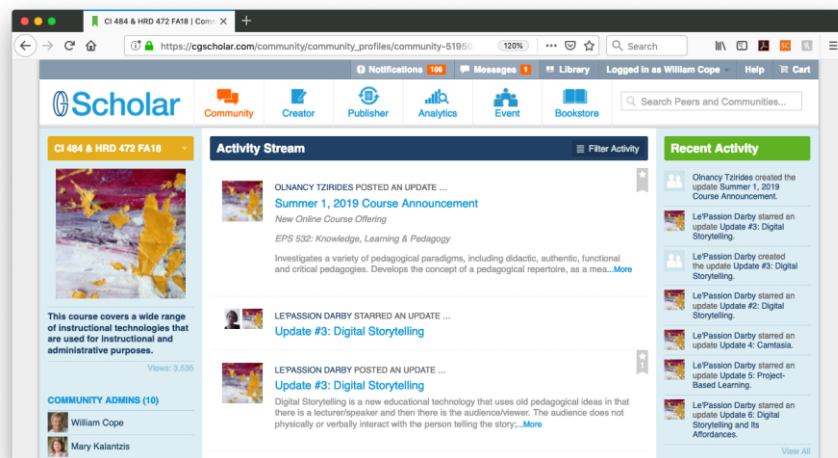 CI 484 & HRD 472 FA18 | Com
https://cgscholar.com/community/community_profiles/community-51950
120%
Search
Notifications 106
Messages 1
Library
Logged in as William Cope
Help
Cart
Scholar
Community
Creator
Publisher
Analytics
Event
Bookstore
Search Peers and Communities...
CI 484 & HRD 472 FA18
This course covers a wide range
of instructional technologies that
are used for instructional and
administrative purposes.
Views: 3,535
COMMUNITY ADMINS (10)
William Cope
Mary Kalantzis
Activity Stream
Filter Activity
OLNANCY TZIRIDES POSTED AN UPDATE ...
Summer 1, 2019 Course Announcement
New Online Course Offering
EPS 532: Knowledge, Learning & Pedagogy
Investigates a variety of pedagogical paradigms, including didactic, authentic, functional
and critical pedagogies. Develops the concept of a pedagogical repertoire, as a mea...More
LE'PASSION DARBY STARRED AN UPDATE ...
Update #3: Digital Storytelling
LE'PASSION DARBY POSTED AN UPDATE ...
1
Update #3: Digital Storytelling
Digital Storytelling is a new educational technology that uses old pedagogical ideas in that
there is a lecturer/speaker and then there is the audience/viewer. The audience does not
physically or verbally interact with the person telling the story;...More
Recent Activity
Olnancy Tzirides created the
update Summer 1, 2019
Course Announcement.
Le'Passion Darby starred an
update Update #3: Digital
Storytelling.
Le'Passion Darby created
the update Update #3: Digital
Storytelling.
Le'Passion Darby starred an
update Update #2: Digital
Storytelling.
Le'Passion Darby starred an
update Update 4: Camtasia.
Le'Passion Darby starred an
update Update 5: Project-
Based Learning.
Le'Passion Darby starred an
update Update 6: Digital
Storytelling and Its
Affordances.
View All